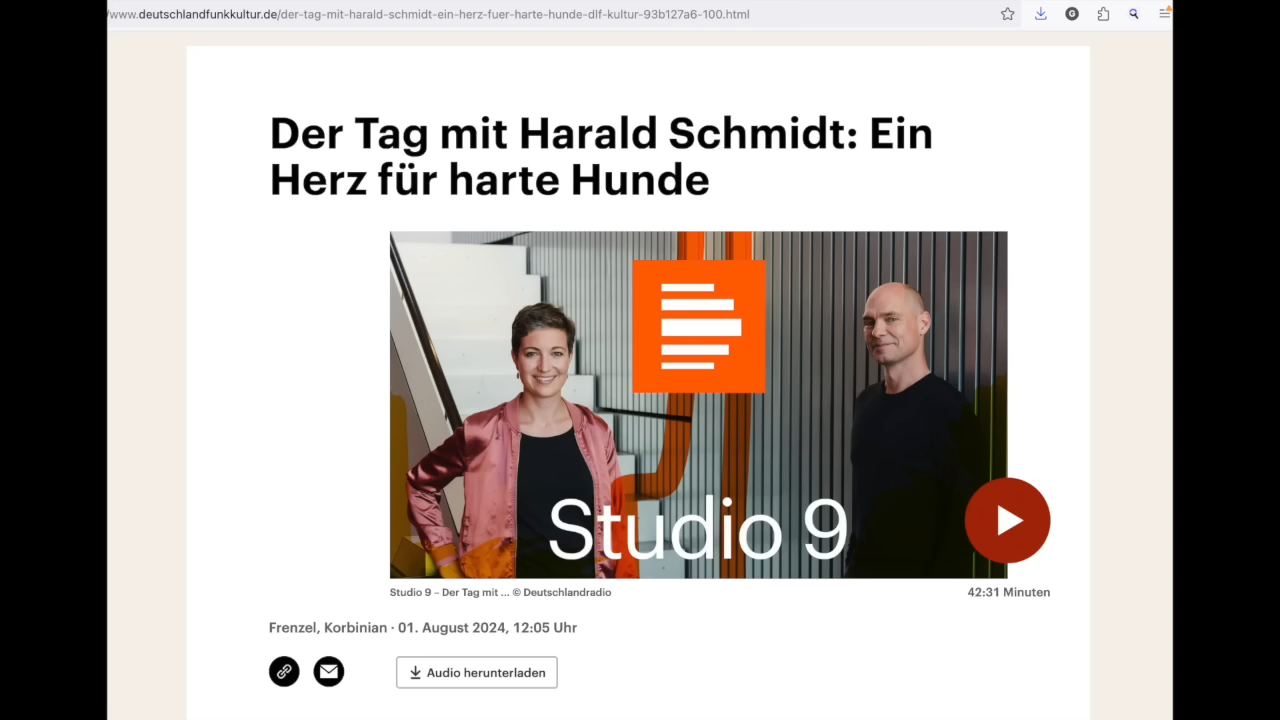 www.deutschlandfunkkultur.de/der-tag-mit-harald-schmidt-ein-herz-fuer-harte-hunde-dlf-kultur-93b127a6-100.html
G
Der Tag mit Harald Schmidt: Ein
Herz für harte Hunde
Studio 9
Studio 9 – Der Tag mit ... © Deutschlandradio
42:31 Minuten
Frenzel, Korbinian · 01. August 2024, 12:05 Uhr
Audio herunterladen